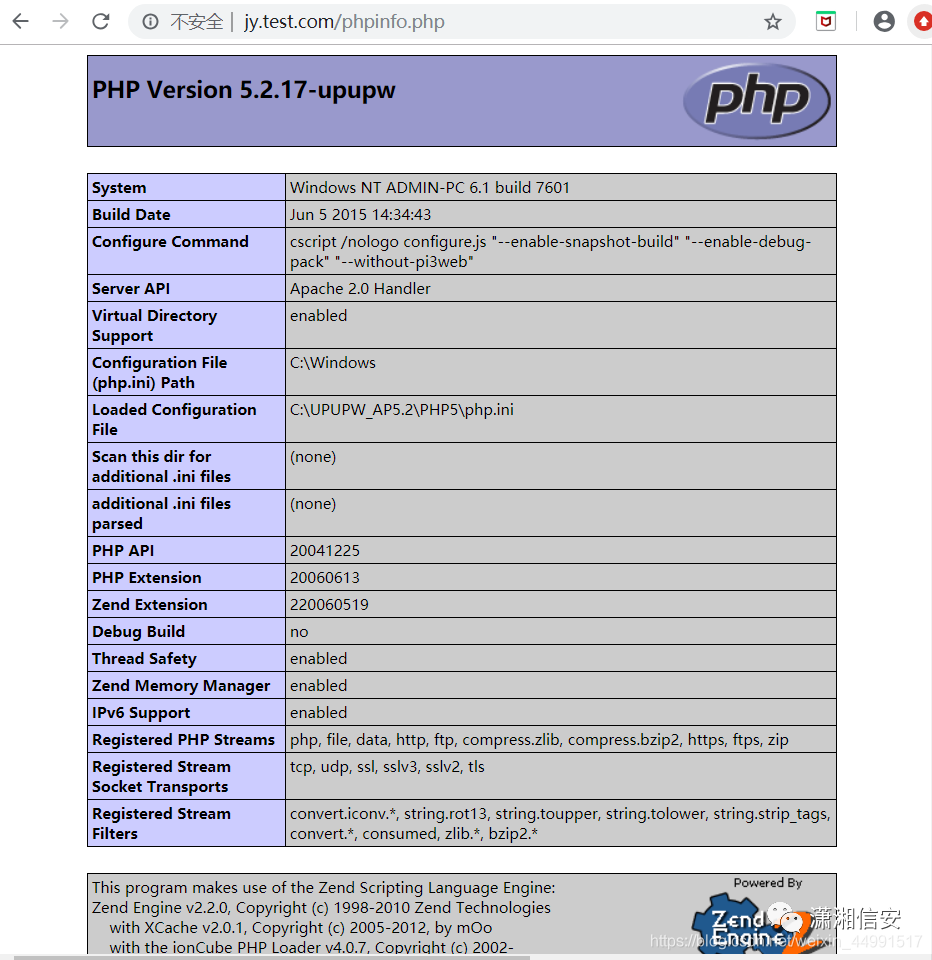 不安全 | jy.test.com/phpinfo.php
PHP Version 5.2.17-upupw
php
System Windows NT ADMIN-PC 6.1 build 7601
Build Date Jun 5 2015 14:34:43
Configure Command cscript /nologo configure.js "--enable-snapshot-build" "--enable-debug-
pack" "--without-pi3web"
Server API Apache 2.0 Handler
Virtual Directory enabled
Support
Configuration File C:\Windows
(php.ini) Path
Loaded Configuration C:\UPUPW_AP5.2\PHP5\php.ini
File
Scan this dir for (none)
additional .ini files
additional .ini files (none)
parsed
PHP API 20041225
PHP Extension 20060613
Zend Extension 220060519
Debug Build no
Thread Safety enabled
Zend Memory Manager enabled
IPv6 Support enabled
Registered PHP Streams php, file, data, http, ftp, compress.zlib, compress.bzip2, https, ftps, zip
Registered Stream tcp, udp, ssl, sslv3, sslv2, tls
Socket Transports
Registered Stream convert.iconv.*, string.rot13, string.toupper, string.tolower, string.strip_tags,
Filters convert.*, consumed, zlib.*, bzip2.*
This program makes use of the Zend Scripting Language Engine:
Zend Engine v2.2.0, Copyright (c) 1998-2010 Zend Technologies
with XCache v2.0.1, Copyright (c) 2005-2012, by mOo
with the ionCube PHP Loader v4.0.7, Copyright (c) 2002-
Powered By
Zend
Engine
潇湘信安
https://blog.csdn.net/weixin_44991517